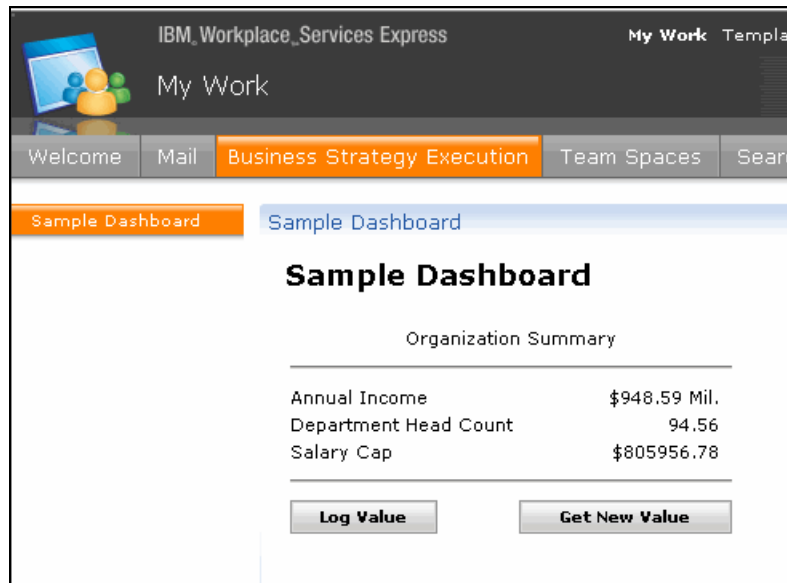 IBM Workplace Services Express
My Work Templa
My Work
Welcome Mail Business Strategy Execution Team Spaces Sear
Sample Dashboard Sample Dashboard
Sample Dashboard
Organization Summary
Annual Income $948.59 Mil.
Department Head Count 94.56
Salary Cap $805956.78
Log Value Get New Value